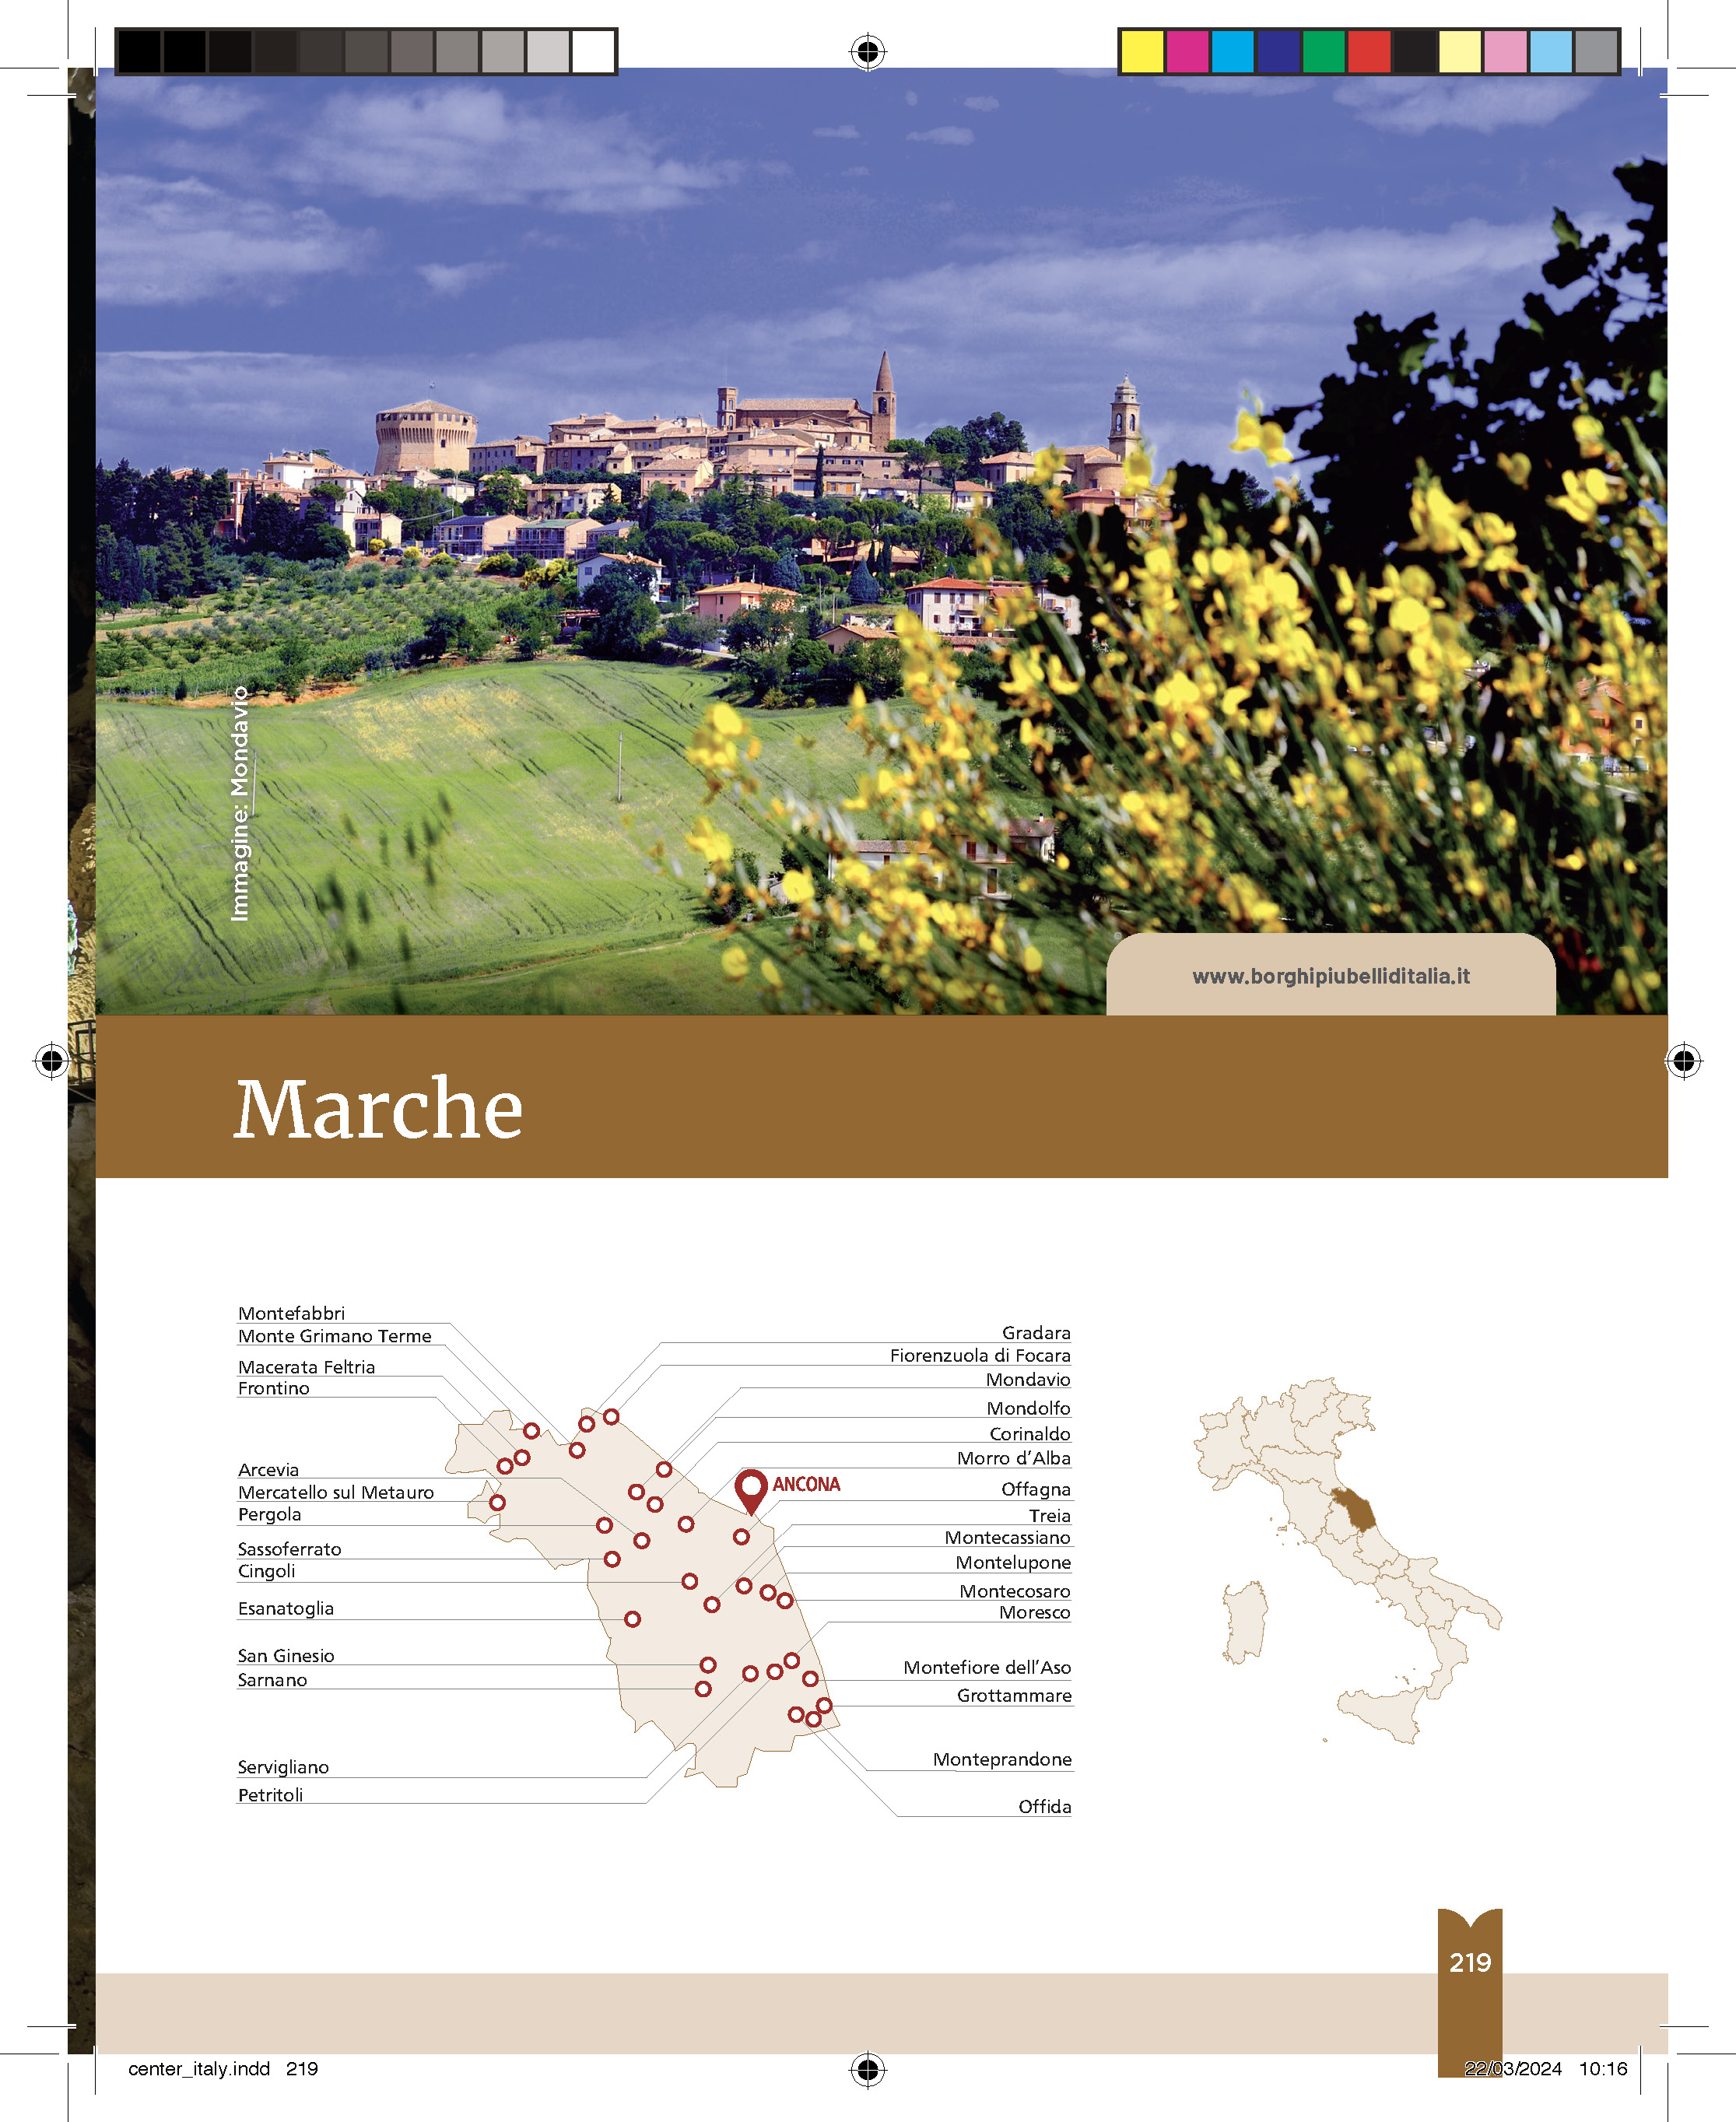 Immagine: Mondavio
www.borghipiubelliditalia.it
Marche
Montefabbri
Monte Grimano Terme
Macerata Feltria
Frontino
Arcevia
Mercatello sul Metauro
Pergola
Sassoferrato
Cingoli
Esanatoglia
San Ginesio
Sarnano
Servigliano
Petritoli
ANCONA
Gradara
Fiorenzuola di Focara
Mondavio
Mondolfo
Corinaldo
Morro d’Alba
Offagna
Treia
Montecassiano
Montelupone
Montecosaro
Moresco
Montefiore dell’Aso
Grottammare
Monteprandone
Offida
219
center_italy.indd 219
22/03/2024 10:16